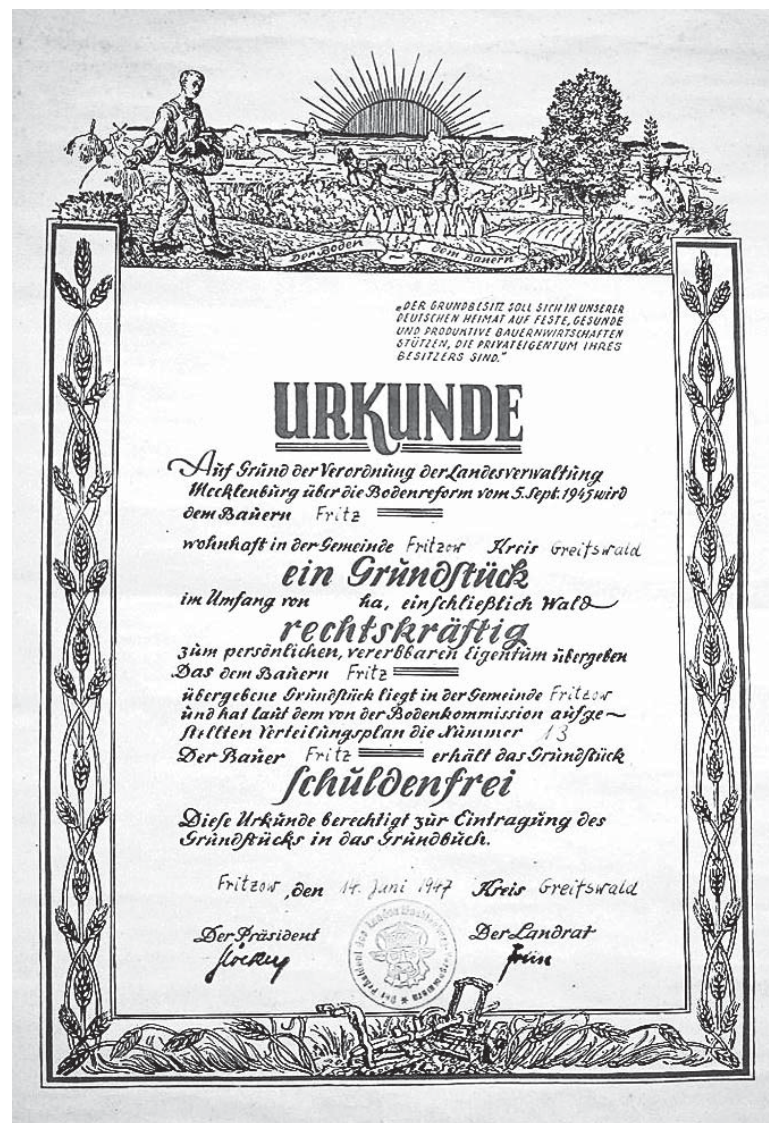 Der Boden dem Bauern
„DER GRUNDBESITZ SOLL SICH IN UNSERER
DEUTSCHEN HEIMAT AUF FESTE, GESUNDE
UND PRODUKTIVE BAUERNWIRTSCHAFTEN
STÜTZEN, DIE PRIVATEIGENTUM IHRES
BESITZERS SIND."
URKUNDE
Auf Grund der Verordnung der Landesverwaltung
Mecklenburg über die Bodenreform vom 5. Sept. 1945 wird
dem Bauern Fritz
wohnhaft in der Gemeinde Fritzow Kreis Greifswald
ein Grundstück
im Umfang von ha, einschließlich Wald
rechtskräftig
zum persönlichen, vererbbaren Eigentum übergeben
Das dem Bauern Fritz
übergebene Grundstück liegt in der Gemeinde Fritzow
und hat laut dem von der Bodenkommission aufge~
stellten Verteilungsplan die Nummer 13
Der Bauer Fritz erhält das Grundstück
schuldenfrei
Diese Urkunde berechtigt zur Eintragung des
Grundstücks in das Grundbuch.
Fritzow, den 14. Juni 1947 Kreis Greifswald
Der Präsident Der Landrat
Der Präsident des Landes Mecklenburg